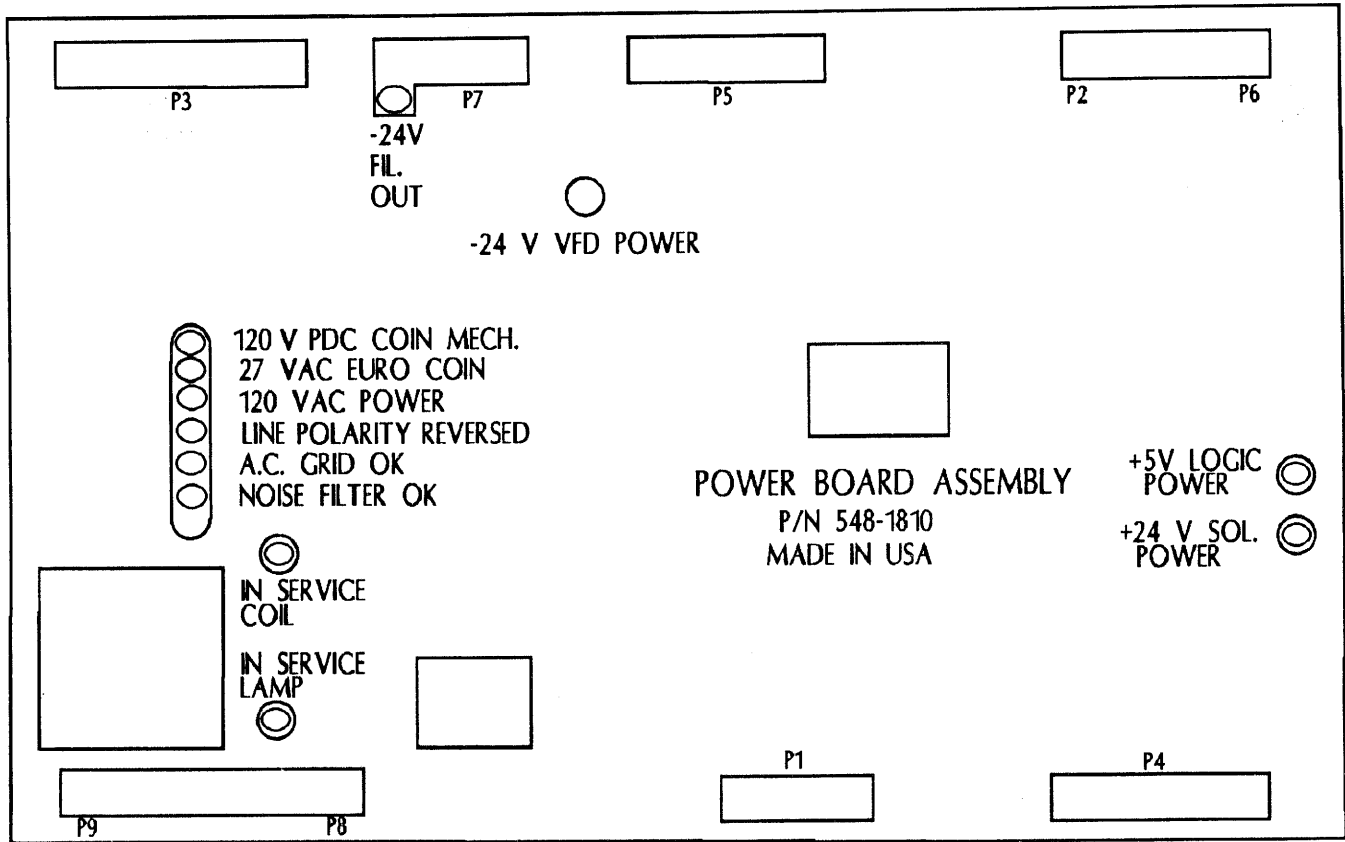 P3
P7
P5
P2
P6
-24V
FIL.
OUT
-24 V VFD POWER
120 V PDC COIN MECH.
27 VAC EURO COIN
120 VAC POWER
LINE POLARITY REVERSED
A.C. GRID OK
NOISE FILTER OK
POWER BOARD ASSEMBLY
P/N 548-1810
MADE IN USA
+5V LOGIC
POWER
+24 V SOL.
POWER
IN SERVICE
COIL
IN SERVICE
LAMP
P9
P8
P1
P4